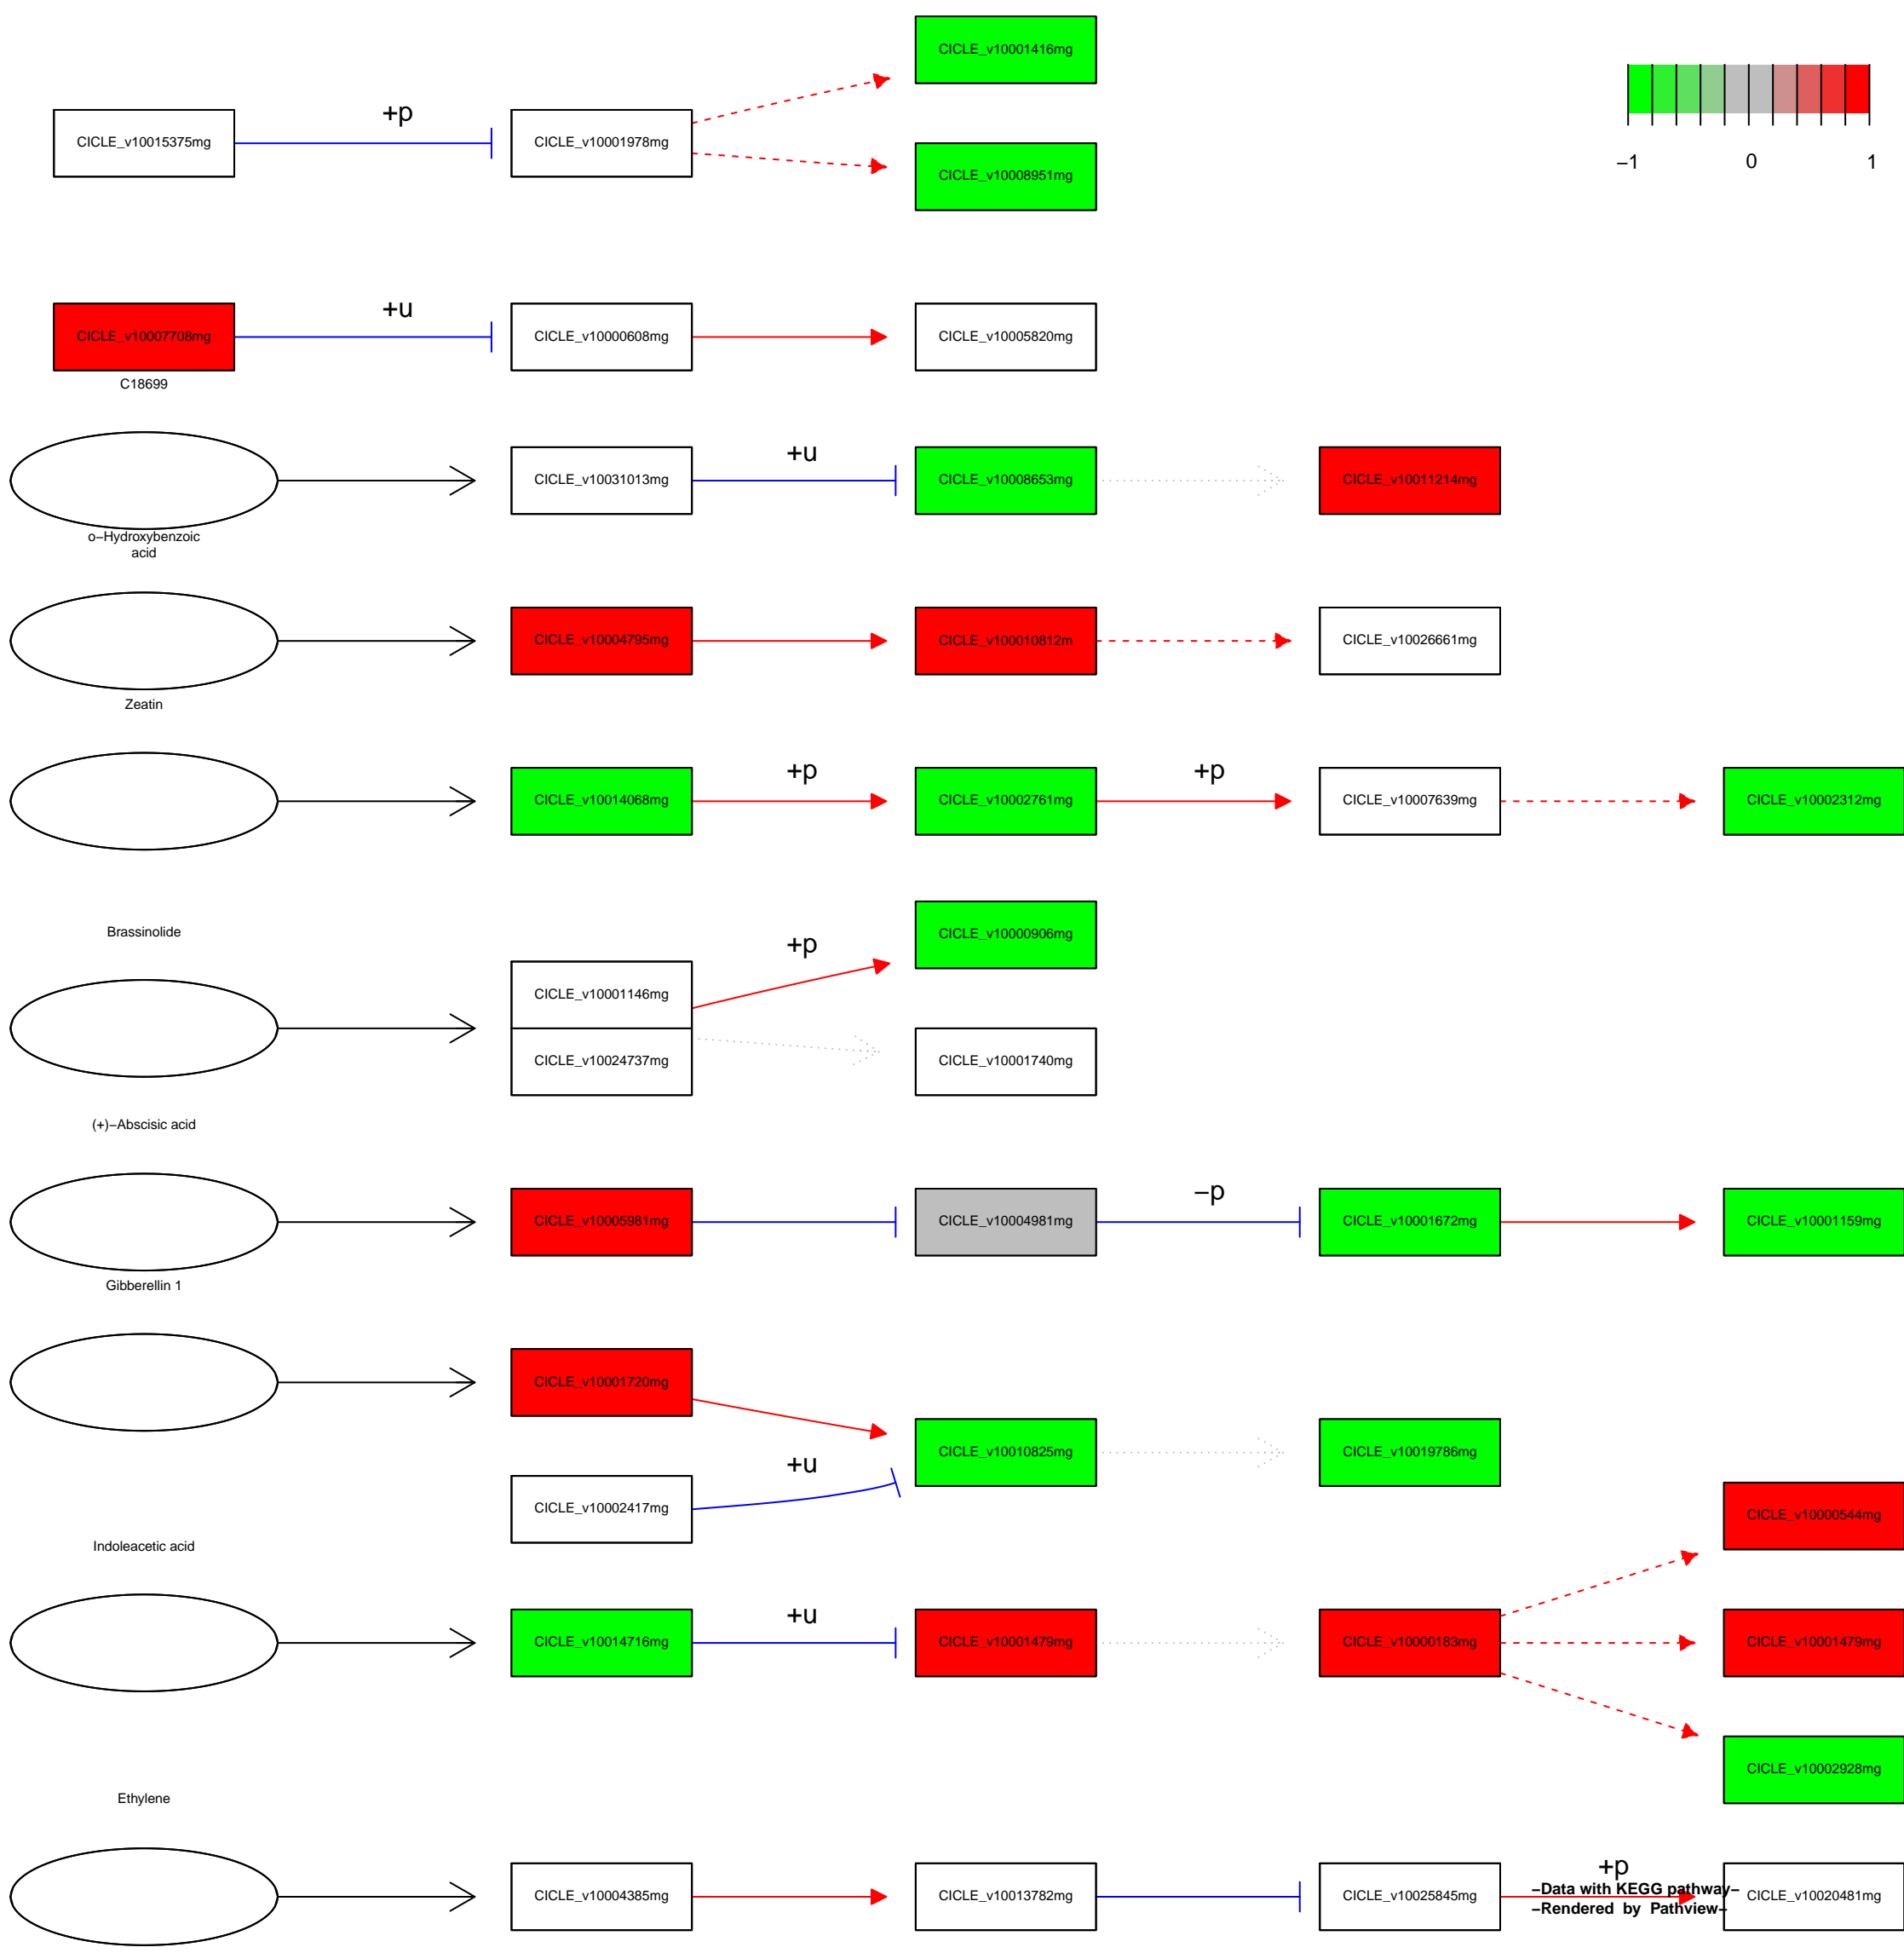 CICLE_v10001416mg
+p
CICLE_v10015375mg
CICLE_v10001978mg
CICLE_v10008951mg
−1 0 1
+u
CICLE_v10007708mg
CICLE_v10000608mg
CICLE_v10005820mg
C18699
+u
CICLE_v10031013mg
CICLE_v10008653mg
CICLE_v10011214mg
o−Hydroxybenzoic
acid
CICLE_v10004795mg
CICLE_v100010812m
CICLE_v10026661mg
Zeatin
+p
+p
CICLE_v10014068mg
CICLE_v10002761mg
CICLE_v10007639mg
CICLE_v10002312mg
Brassinolide
CICLE_v10000906mg
+p
CICLE_v10001146mg
CICLE_v10024737mg
CICLE_v10001740mg
(+)−Abscisic acid
−p
CICLE_v10005981mg
CICLE_v10004981mg
CICLE_v10001672mg
CICLE_v10001159mg
Gibberellin 1
CICLE_v10001720mg
CICLE_v10010825mg
CICLE_v10019786mg
+u
CICLE_v10002417mg
CICLE_v10000544mg
Indoleacetic acid
+u
CICLE_v10014716mg
CICLE_v10001479mg
CICLE_v10000183mg
CICLE_v10001479mg
CICLE_v10002928mg
Ethylene
+p
CICLE_v10004385mg
CICLE_v10013782mg
CICLE_v10025845mg
−Data with KEGG pathway−
−Rendered by Pathview−
CICLE_v10020481mg